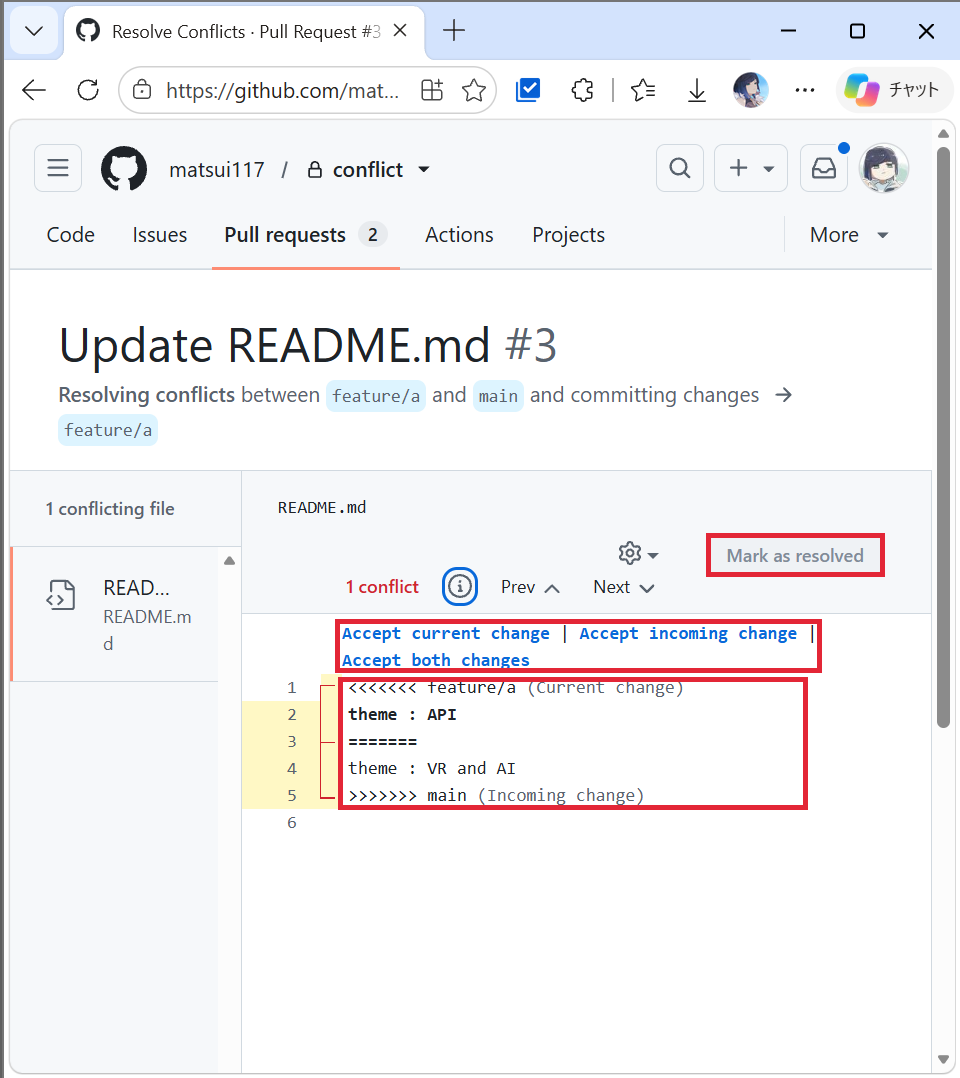 Resolve Conflicts · Pull Request #3
https://github.com/mat...
チャット
matsui117 / conflict
Code Issues Pull requests 2 Actions Projects More
Update README.md #3
Resolving conflicts between feature/a and main and committing changes →
feature/a
1 conflicting file
README.md
Mark as resolved
1 conflict Prev Next
READ...
README.m
d
Accept current change | Accept incoming change |
Accept both changes
1 <<<<<<< feature/a (Current change)
2 theme : API
3 =======
4 theme : VR and AI
5 >>>>>>> main (Incoming change)
6